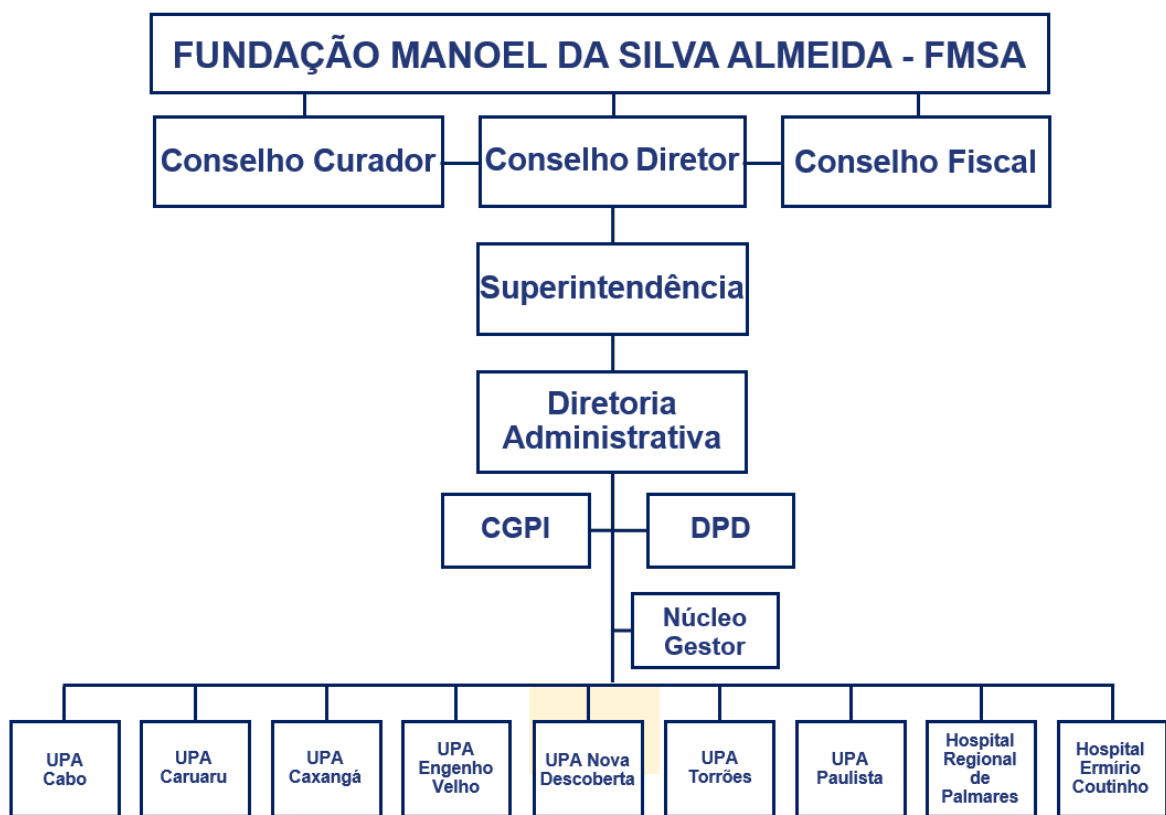 FUNDAÇÃO MANOEL DA SILVA ALMEIDA - FMSA
Conselho Curador
Conselho Diretor
Conselho Fiscal
Superintendência
Diretoria
Administrativa
CGPI
DPD
Núcleo
Gestor
UPA
Cabo
UPA
Caruaru
UPA
Caxangá
UPA
Engenho
Velho
UPA Nova
Descoberta
UPA
Torrões
UPA
Paulista
Hospital
Regional
de
Palmares
Hospital
Ermírio
Coutinho